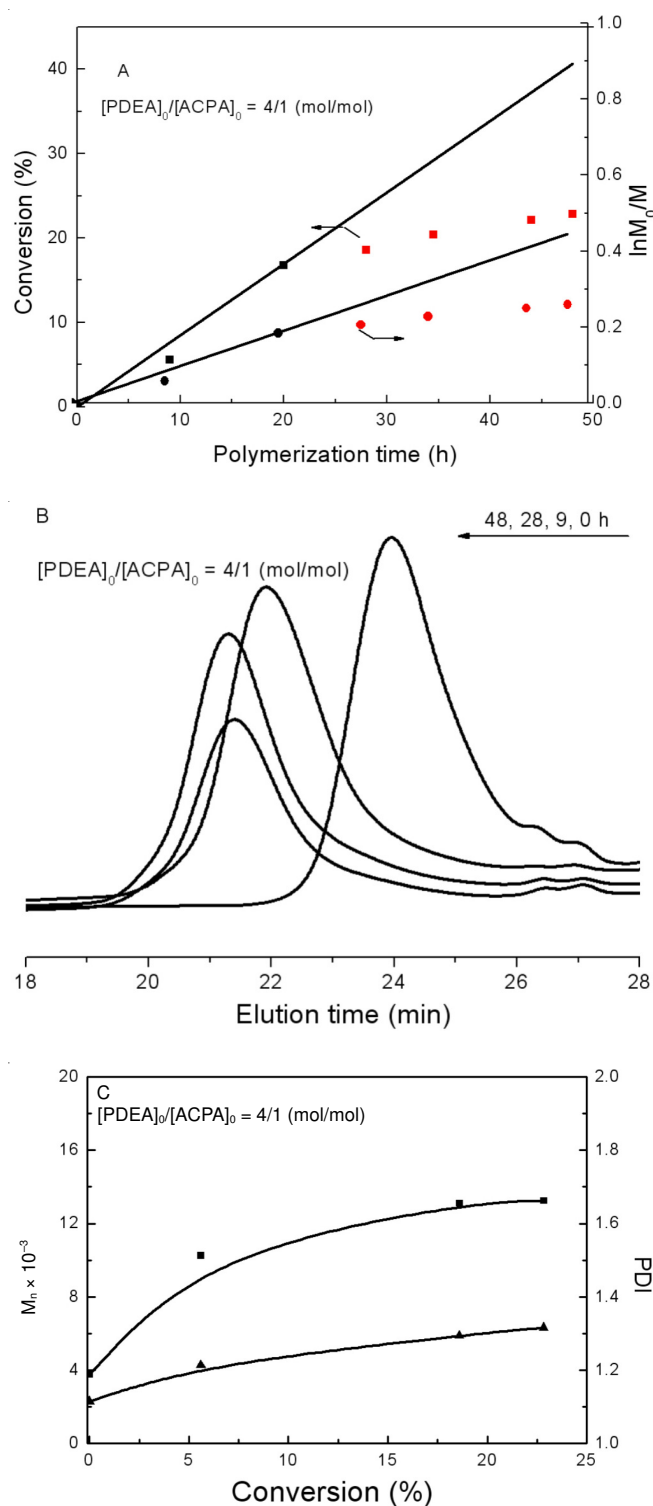 A
[PDEA]₀/[ACPA]₀ = 4/1 (mol/mol)
Conversion (%)
0
10
20
30
40
lnM₀/M₀
0.0
0.2
0.4
0.6
0.8
1.0
0
10
20
30
40
50
Polymerization time (h)
B
48, 28, 9, 0 h
[PDEA]₀/[ACPA]₀ = 4/1 (mol/mol)
18
20
22
24
26
28
Elution time (min)
C
[PDEA]₀/[ACPA]₀ = 4/1 (mol/mol)
Mₙ × 10⁻³
0
4
8
12
16
20
PDI
1.0
1.2
1.4
1.6
1.8
2.0
0
5
10
15
20
25
Conversion (%)